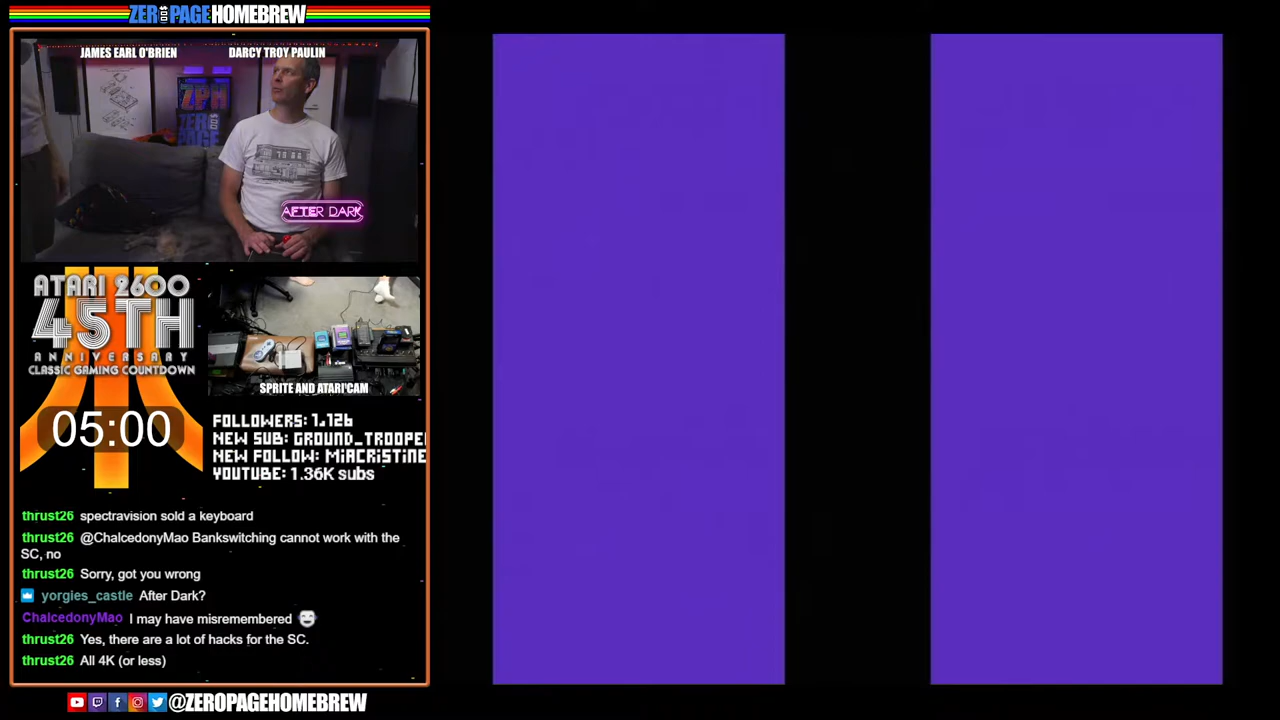 ZEROPAGE HOMEBREW
JAMES EARL O'BRIEN
DARCY TROY PAULIN
ZPH
ZERO
PAGE
AFTER DARK
ATARI 2600
45TH
ANNIVERSARY
CLASSIC GAMING COUNTDOWN
05:00
SPRITE AND ATARI'CAM
FOLLOWERS: 1,126
NEW SUB: GROUND_TROOPE
NEW FOLLOW: MIACRISTINE
YOUTUBE: 1.36K subs
thrust26 spectravision sold a keyboard
thrust26 @ChalcedonyMao Bankswitching cannot work with the
SC, no
thrust26 Sorry, got you wrong
yorgies_castle After Dark?
ChalcedonyMao I may have misremembered
thrust26 Yes, there are a lot of hacks for the SC.
thrust26 All 4K (or less)
@ZEROPAGEHOMEBREW